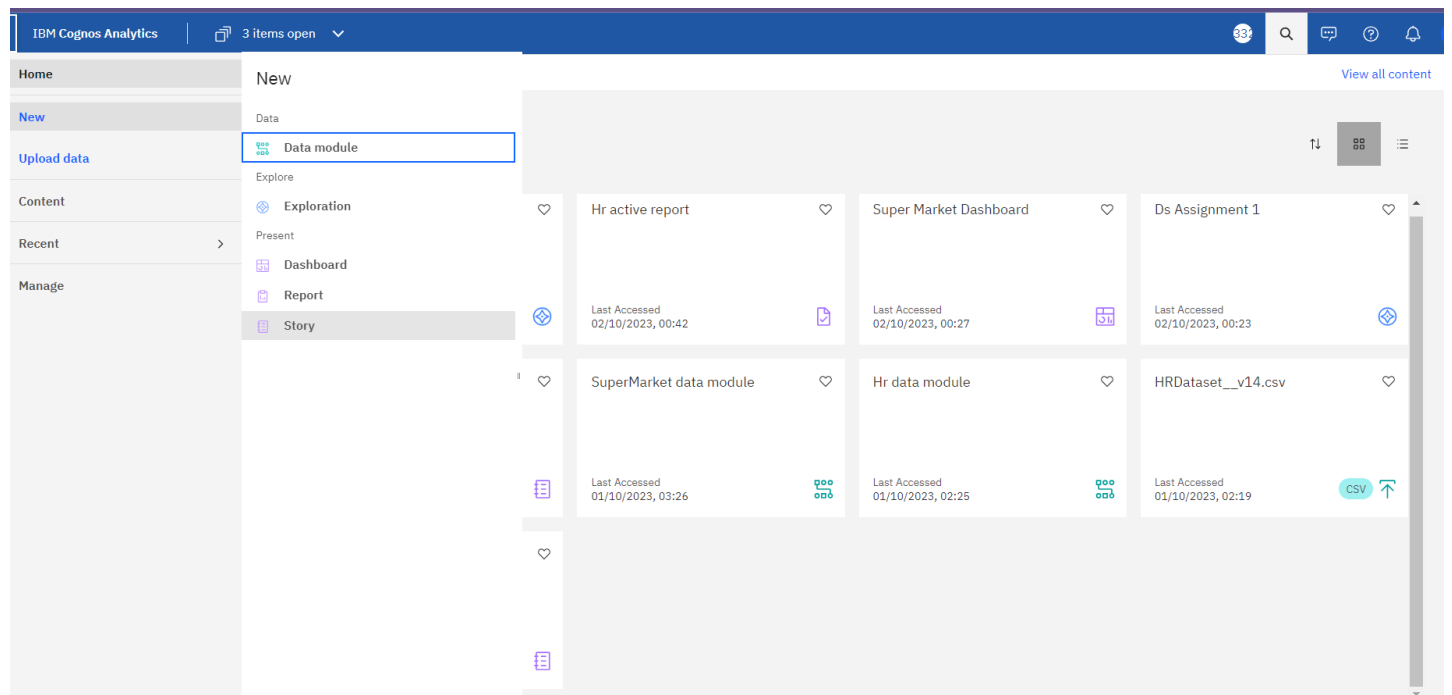 IBM Cognos Analytics
3 items open
332
Home
New
View all content
New
Data
Data module
Upload data
Explore
Content
Exploration
Recent
Present
Dashboard
Manage
Report
Story
Hr active report
Super Market Dashboard
Ds Assignment 1
Last Accessed
02/10/2023, 00:42
Last Accessed
02/10/2023, 00:27
Last Accessed
02/10/2023, 00:23
SuperMarket data module
Hr data module
HRDataset__v14.csv
Last Accessed
01/10/2023, 03:26
Last Accessed
01/10/2023, 02:25
Last Accessed
01/10/2023, 02:19
CSV